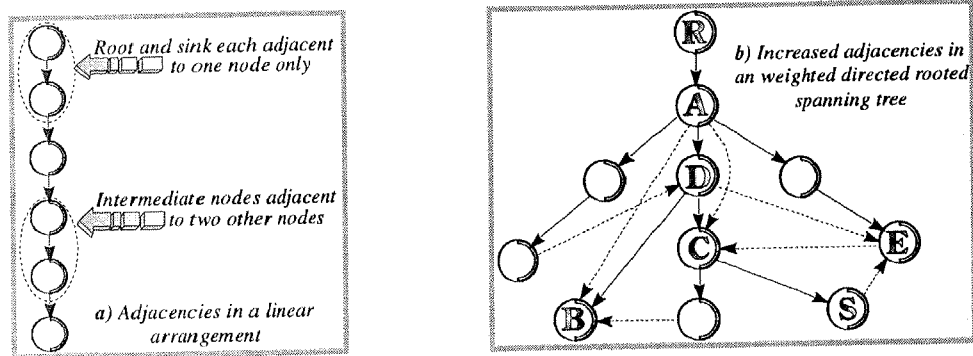 Root and sink each adjacent
to one node only
Intermediate nodes adjacent
to two other nodes
a) Adjacencies in a linear
arrangement
b) Increased adjacencies in
an weighted directed rooted
spanning tree
R
A
D
C
E
B
S